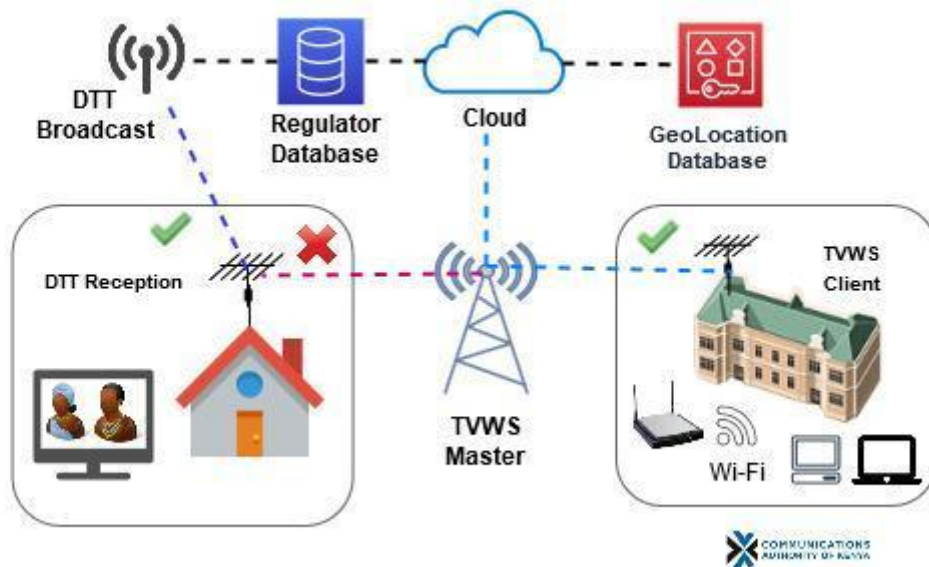 DTT
Broadcast
Regulator
Database
Cloud
GeoLocation
Database
DTT Reception
TVWS
Master
TVWS
Client
Wi-Fi
COMMUNICATIONS
AUTHORITY OF KENYA